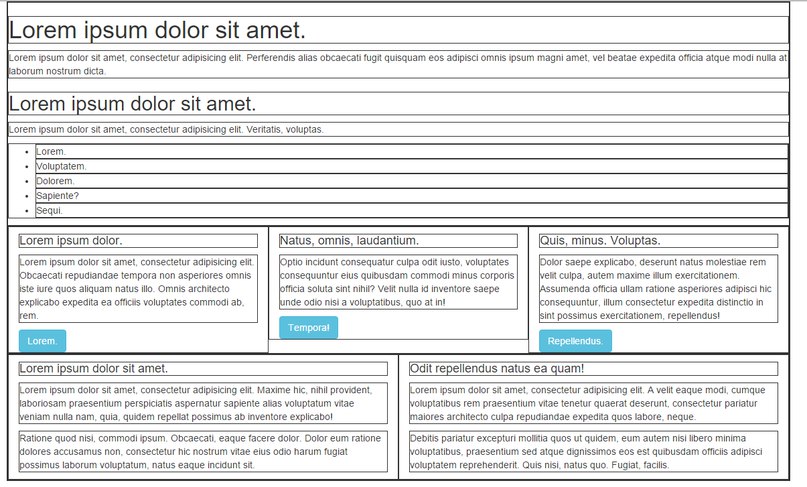 Lorem ipsum dolor sit amet.
Lorem ipsum dolor sit amet, consectetur adipisicing elit. Perferendis alias obcaecati fugit quisquam eos adipisci omnis ipsum magni amet, vel beatae expedita officia atque modi nulla at
laborum nostrum dicta.
Lorem ipsum dolor sit amet.
Lorem ipsum dolor sit amet, consectetur adipisicing elit. Veritatis, voluptas.
Lorem.
Voluptatem.
Dolorem.
Sapiente?
Sequi.
Lorem ipsum dolor.
Lorem ipsum dolor sit amet, consectetur adipisicing elit.
Obcaecati repudiandae tempora non asperiores omnis
iste iure quos aliquam natus illo. Omnis architecto
explicabo expedita ea officiis voluptates commodi ab,
rem.
Lorem.
Natus, omnis, laudantium.
Optio incidunt consequatur culpa odit iusto, voluptates
consequuntur eius quibusdam commodi minus corporis
officia soluta sint nihil? Velit nulla id inventore saepe
unde odio nisi a voluptatibus, quo at in!
Tempora!
Quis, minus. Voluptas.
Dolor saepe explicabo, deserunt natus molestiae rem
velit culpa, autem maxime illum exercitationem.
Assumenda officia ullam ratione asperiores adipisci hic
consequuntur, illum consectetur expedita distinctio in
sint possimus exercitationem, repellendus!
Repellendus.
Lorem ipsum dolor sit amet.
Lorem ipsum dolor sit amet, consectetur adipisicing elit. Maxime hic, nihil provident,
laboriosam praesentium perspiciatis aspernatur sapiente alias voluptatum vitae
veniam nulla nam, quia, quidem repellat possimus ab inventore explicabo!
Ratione quod nisi, commodi ipsum. Obcaecati, eaque facere dolor. Dolor eum ratione
dolores accusamus non, consectetur hic nostrum vitae eius odio harum fugiat
possimus laborum voluptatum, natus eaque incidunt sit.
Odit repellendus natus ea quam!
Lorem ipsum dolor sit amet, consectetur adipisicing elit. A velit eaque modi, cumque
voluptatibus rem praesentium vitae tenetur quaerat deserunt, consectetur pariatur
maiores architecto culpa repudiandae expedita quos labore, neque.
Debitis pariatur excepturi mollitia quos ut quidem, eum autem nisi libero minima
voluptatibus, praesentium sed atque dignissimos eos est quibusdam officiis adipisci
voluptatem reprehenderit. Quis nisi, natus quo. Fugiat, facilis.